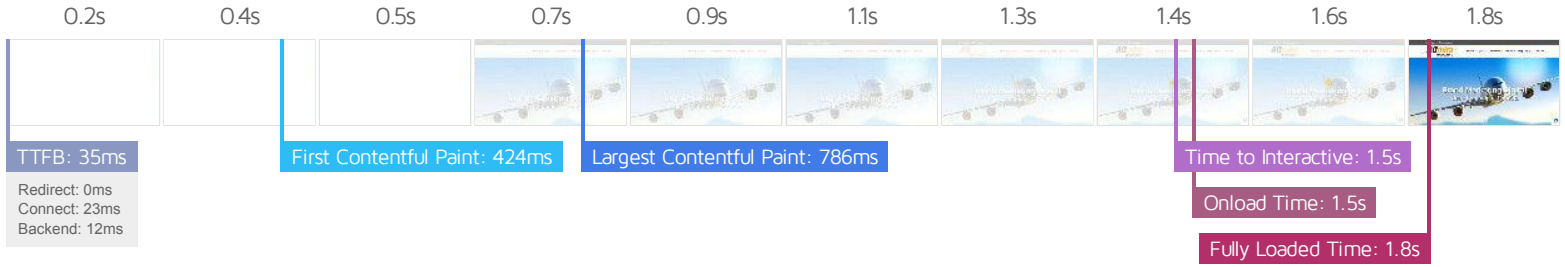 0.2s 0.4s 0.5s 0.7s 0.9s 1.1s 1.3s 1.4s 1.6s 1.8s
TTFB: 35ms
First Contentful Paint: 424ms
Largest Contentful Paint: 786ms
Time to Interactive: 1.5s
Redirect: 0ms
Connect: 23ms
Backend: 12ms
Onload Time: 1.5s
Fully Loaded Time: 1.8s